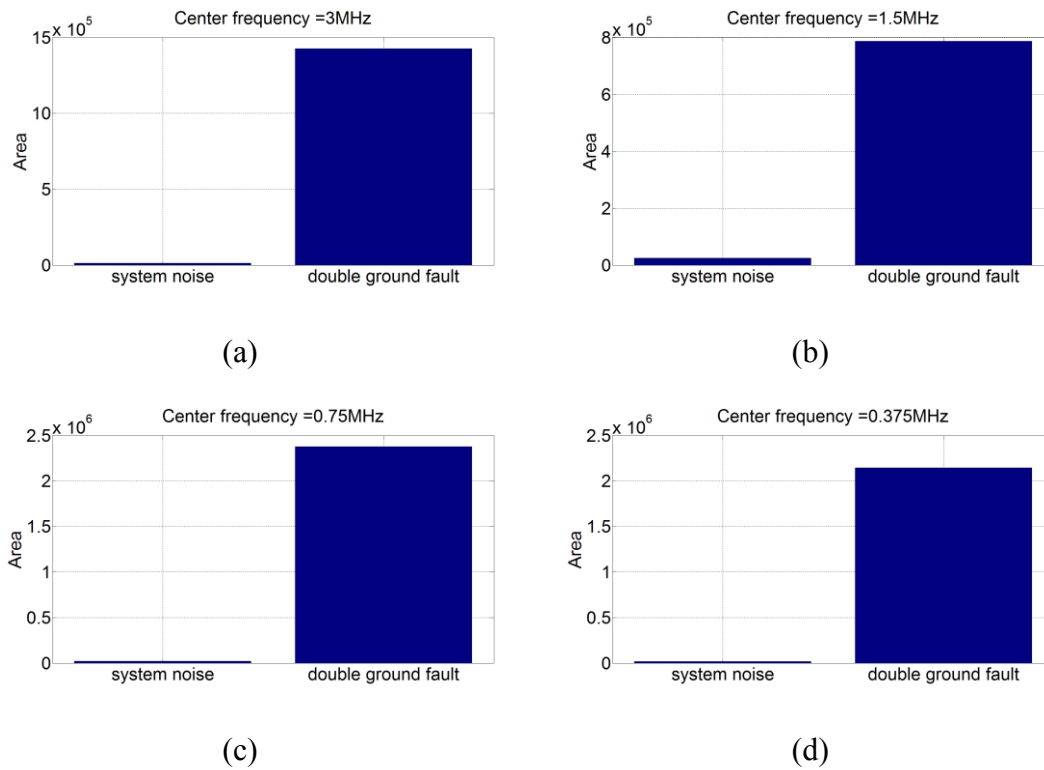 Center frequency =3MHz
x 10^5
15
10
5
0
Area
system noise
double ground fault
(a)
Center frequency =1.5MHz
x 10^5
8
6
4
2
0
Area
system noise
double ground fault
(b)
Center frequency =0.75MHz
x 10^6
2.5
2
1.5
1
0.5
0
Area
system noise
double ground fault
(c)
Center frequency =0.375MHz
x 10^6
2.5
2
1.5
1
0.5
0
Area
system noise
double ground fault
(d)